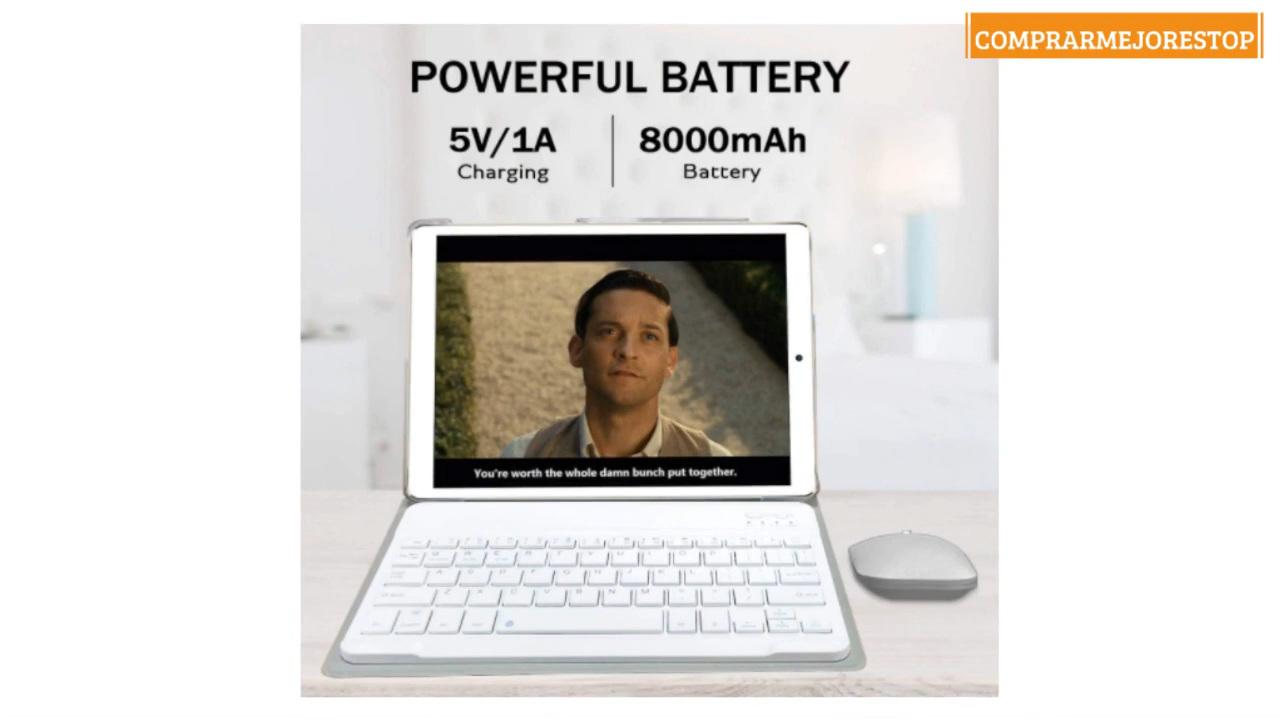 COMPRARMEJORESTOP
POWERFUL BATTERY
5V/1A
8000mAh
Charging
Battery
You're worth the whole damn bunch put together.